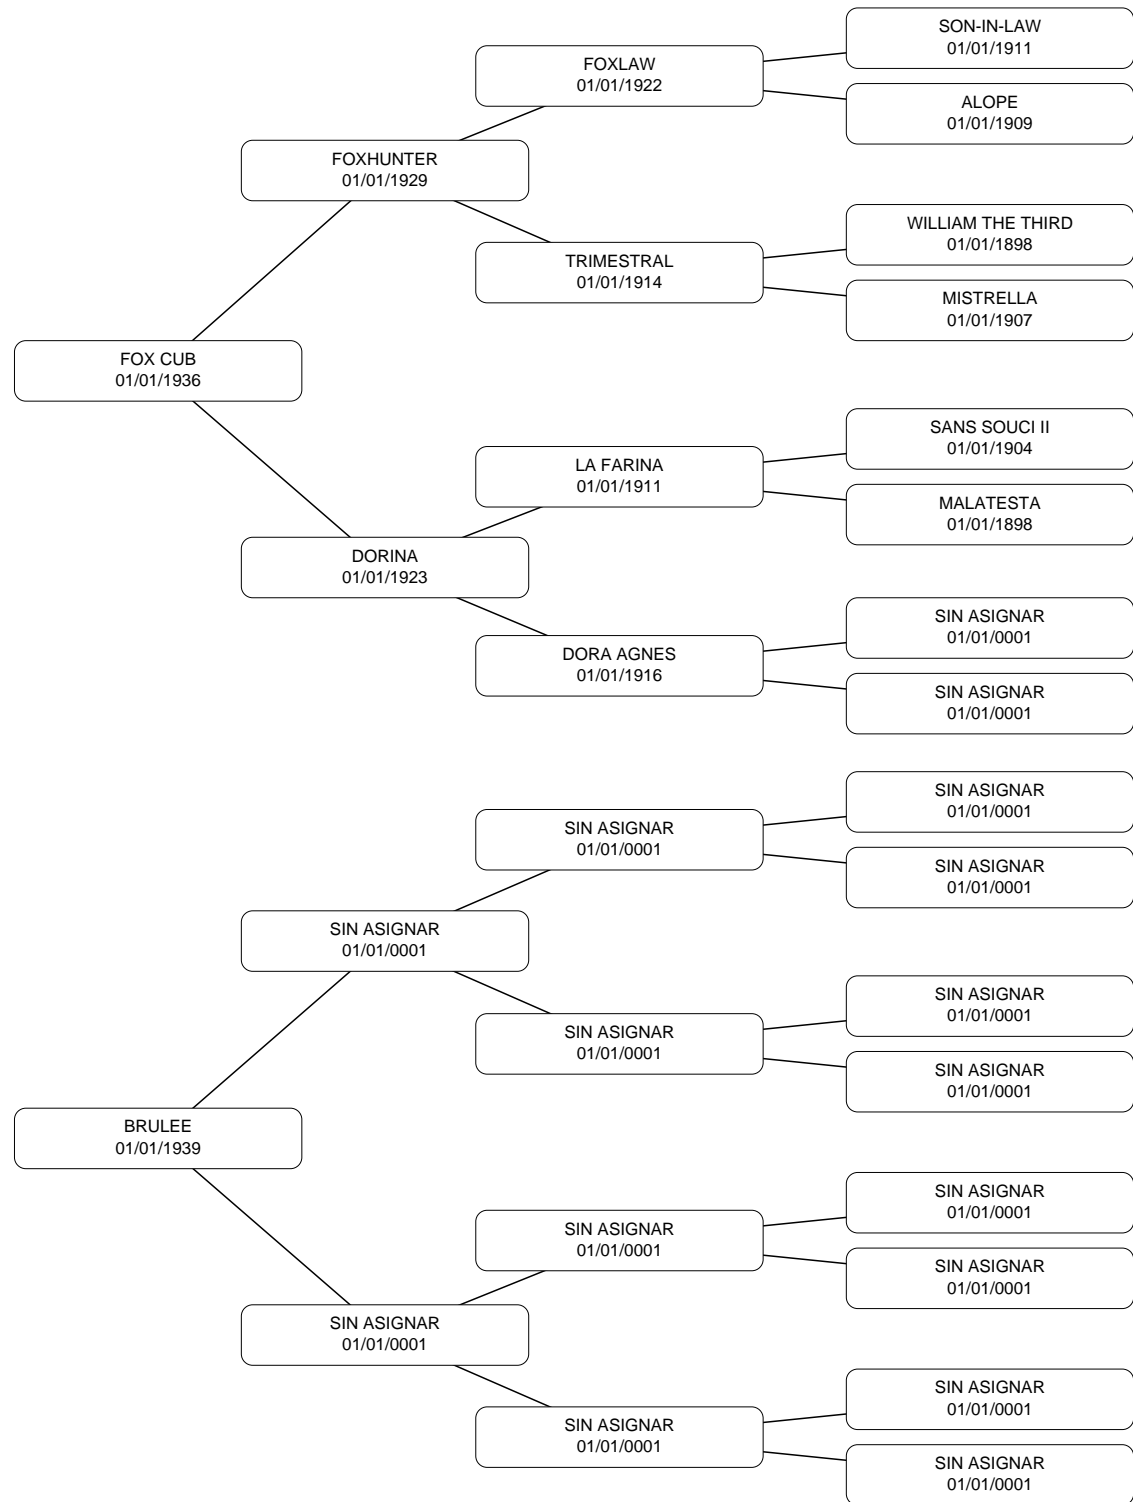 SON-IN-LAW
01/01/1911
FOXLAW
01/01/1922
ALOPE
01/01/1909
FOXHUNTER
01/01/1929
WILLIAM THE THIRD
01/01/1898
TRIMESTRAL
01/01/1914
MISTRELLA
01/01/1907
FOX CUB
01/01/1936
SANS SOUCI II
01/01/1904
LA FARINA
01/01/1911
MALATESTA
01/01/1898
DORINA
01/01/1923
SIN ASIGNAR
01/01/0001
DORA AGNES
01/01/1916
SIN ASIGNAR
01/01/0001
SIN ASIGNAR
01/01/0001
SIN ASIGNAR
01/01/0001
SIN ASIGNAR
01/01/0001
SIN ASIGNAR
01/01/0001
SIN ASIGNAR
01/01/0001
SIN ASIGNAR
01/01/0001
SIN ASIGNAR
01/01/0001
BRULEE
01/01/1939
SIN ASIGNAR
01/01/0001
SIN ASIGNAR
01/01/0001
SIN ASIGNAR
01/01/0001
SIN ASIGNAR
01/01/0001
SIN ASIGNAR
01/01/0001
SIN ASIGNAR
01/01/0001
SIN ASIGNAR
01/01/0001